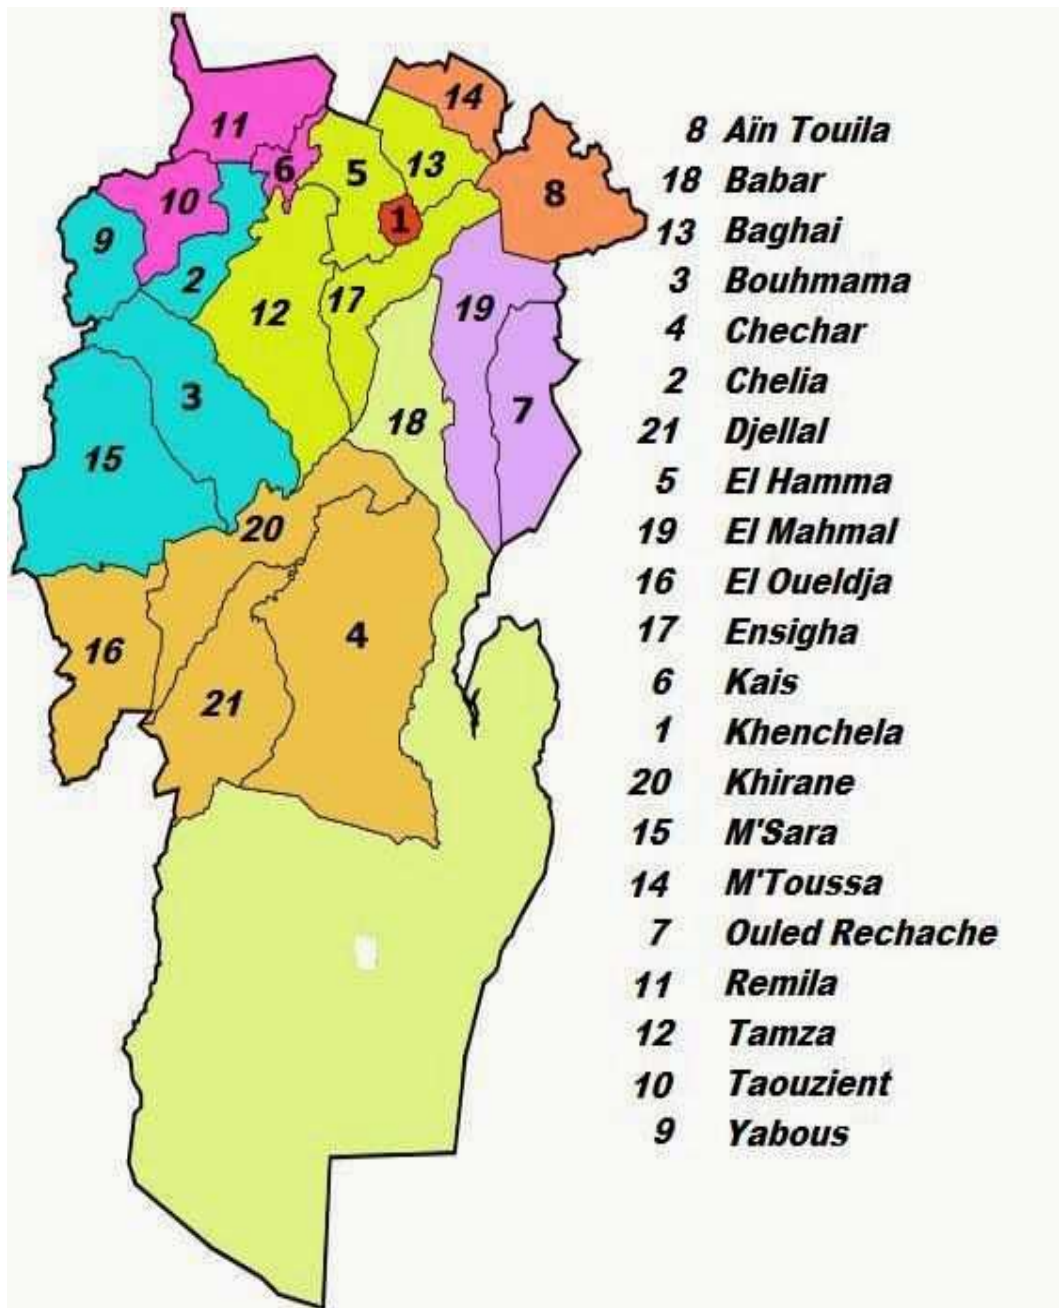 11
14
6
5
13
8
10
1
9
2
12
17
19
3
18
7
15
20
4
16
21
8 Aïn Touila
18 Babar
13 Baghai
3 Bouhmama
4 Chechar
2 Chelia
21 Djellal
5 El Hamma
19 El Mahmal
16 El Oueldja
17 Ensigha
6 Kais
1 Khenchela
20 Khirane
15 M'Sara
14 M'Toussa
7 Ouled Rechache
11 Remila
12 Tamza
10 Taouzient
9 Yabous